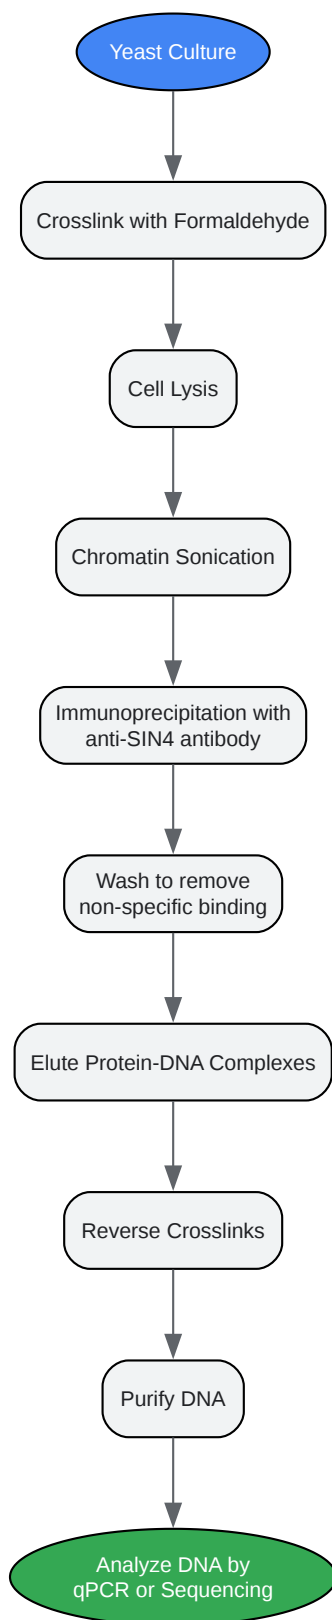 Yeast Culture
Crosslink with Formaldehyde
Cell Lysis
Chromatin Sonication
Immunoprecipitation with
anti-SIN4 antibody
Wash to remove
non-specific binding
Elute Protein-DNA Complexes
Reverse Crosslinks
Purify DNA
Analyze DNA by
qPCR or Sequencing